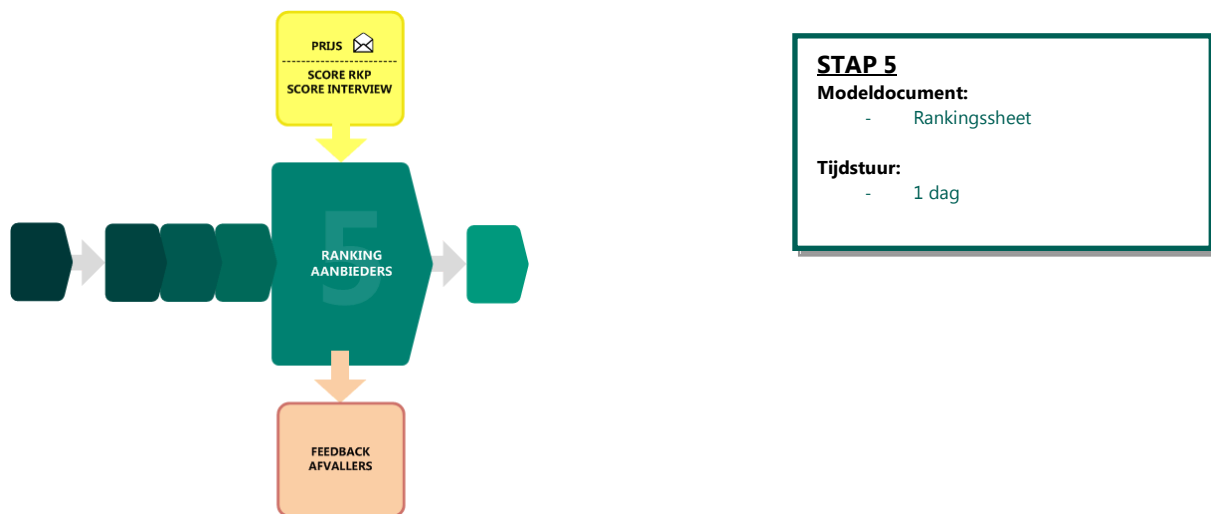 PRIJS
SCORE RKP
SCORE INTERVIEW
5
RANKING
AANBIEDERS
FEEDBACK
AFVALLERS
STAP 5
Modeldocument:
- Rankingssheet
Tijdstuur:
- 1 dag